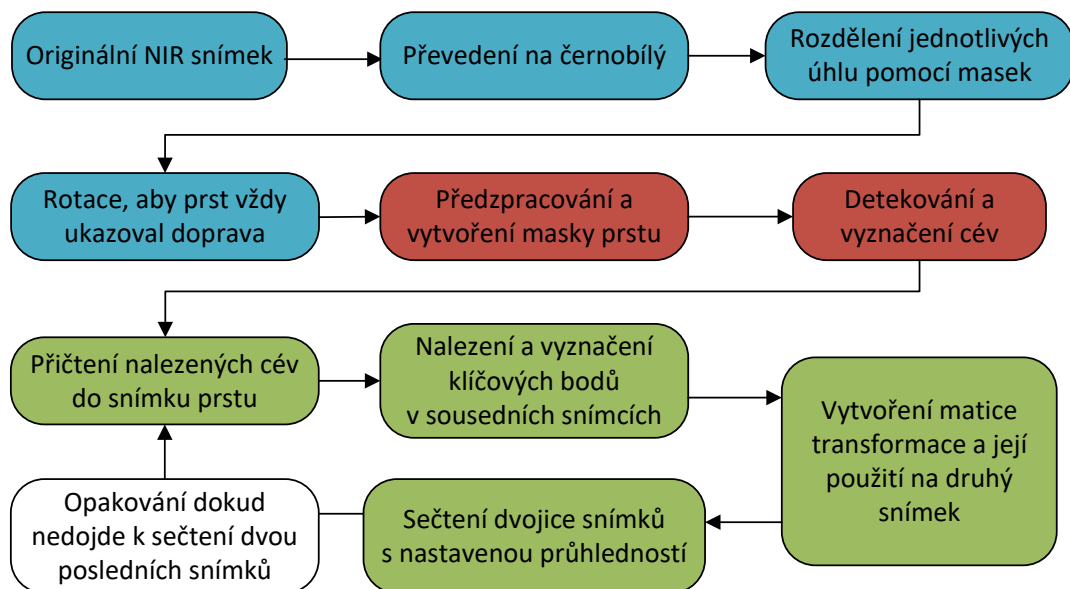 Originální NIR snímek
Převedení na černobílý
Rozdělení jednotlivých
úhlu pomocí masek
Rotace, aby prst vždy
ukazoval doprava
Předzpracování a
vytvoření masky prstu
Detekování a
vyznačení cév
Přičtení nalezených cév
do snímku prstu
Nalezení a vyznačení
klíčových bodů
v sousedních snímcích
Vytvoření matice
transformace a její
použití na druhý
snímek
Sečtení dvojice snímků
s nastavenou průhledností
Opakování dokud
nedojde k sečtení dvou
posledních snímků